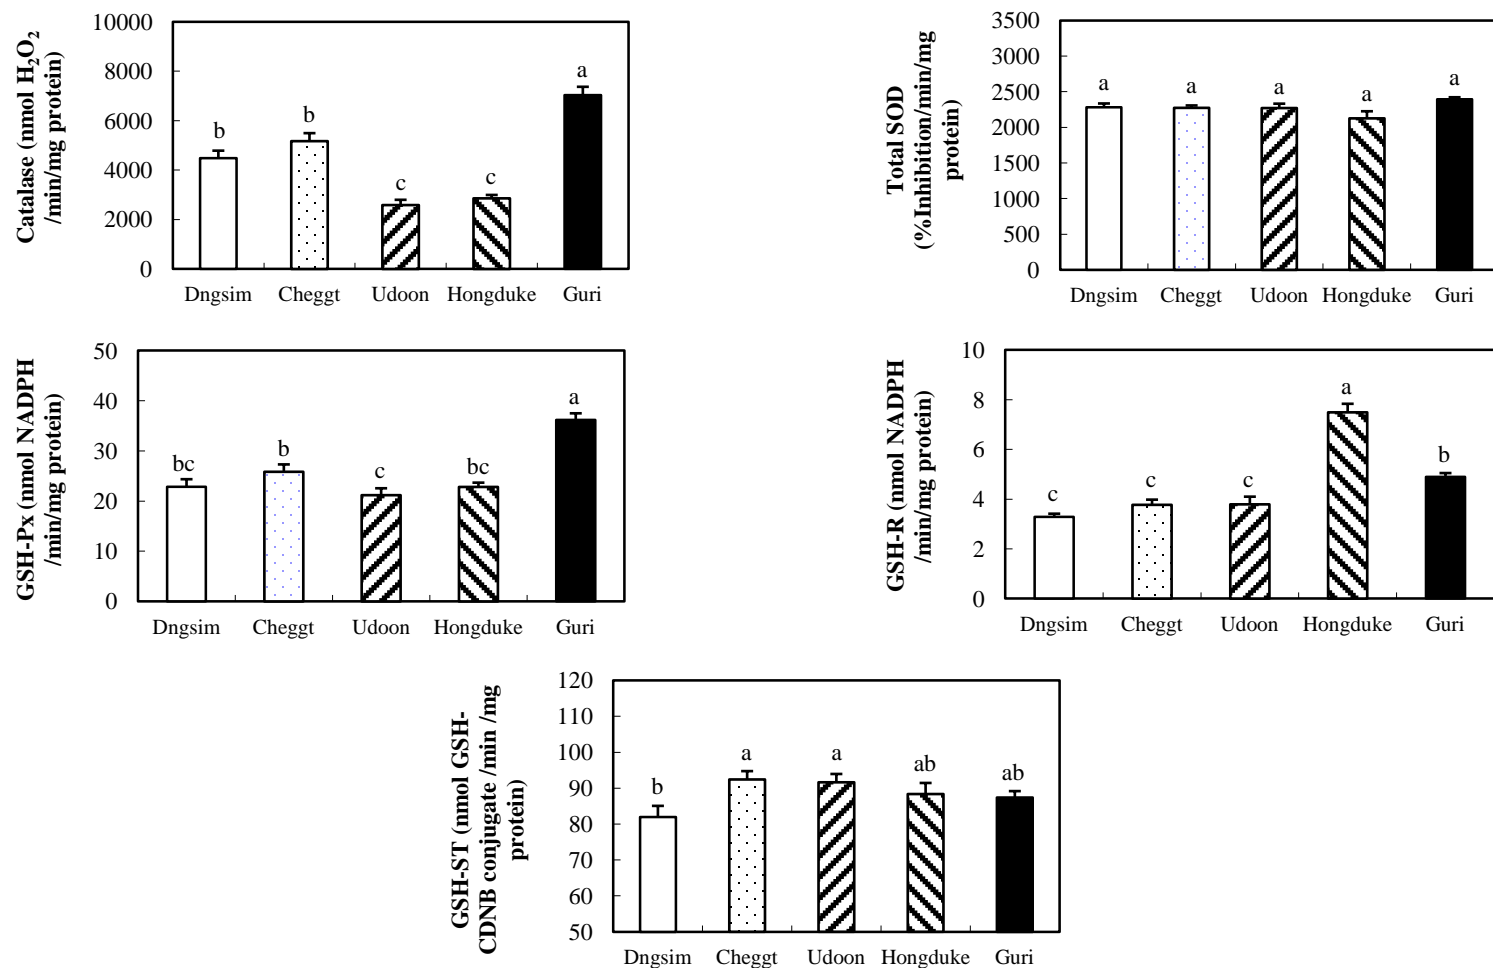 Catalase (nmol H₂O₂
/min/mg protein)
10000
8000
6000
4000
2000
0
b
b
c
c
a
Dngsim Cheggt Udoon Hongduke Guri
Total SOD
(%Inhibition/min/mg
protein)
3500
3000
2500
2000
1500
1000
500
0
a
a
a
a
a
Dngsim Cheggt Udoon Hongduke Guri
GSH-Px (nmol NADPH
/min/mg protein)
50
40
30
20
10
0
bc
b
c
bc
a
Dngsim Cheggt Udoon Hongduke Guri
GSH-R (nmol NADPH
/min/mg protein)
10
8
6
4
2
0
c
c
c
a
b
Dngsim Cheggt Udoon Hongduke Guri
GSH-ST (nmol GSH-
CDNB conjugate /min /mg
protein)
120
110
100
90
80
70
60
50
b
a
a
ab
ab
Dngsim Cheggt Udoon Hongduke Guri